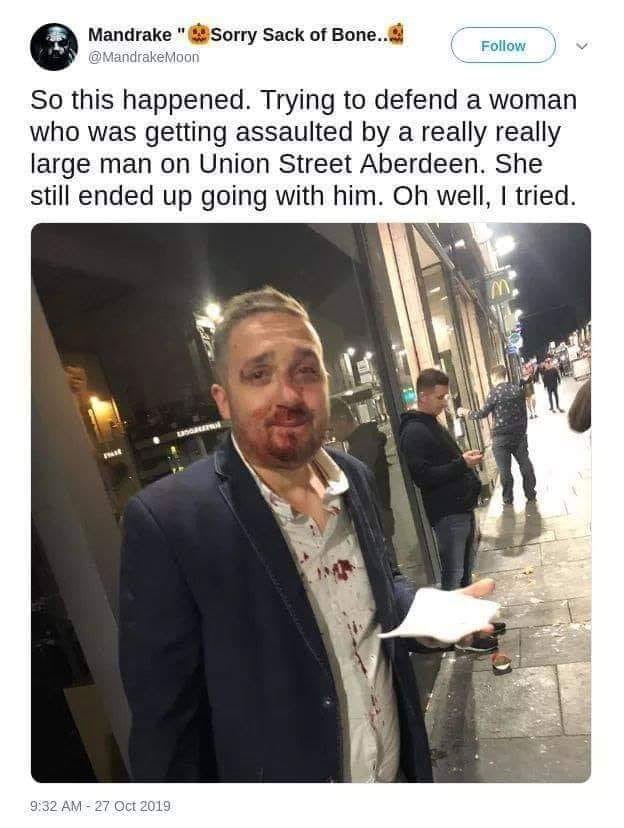 Mandrake "🎃Sorry Sack of Bone..🎃
@MandrakeMoon
Follow
So this happened. Trying to defend a woman
who was getting assaulted by a really really
large man on Union Street Aberdeen. She
still ended up going with him. Oh well, I tried.
9:32 AM - 27 Oct 2019